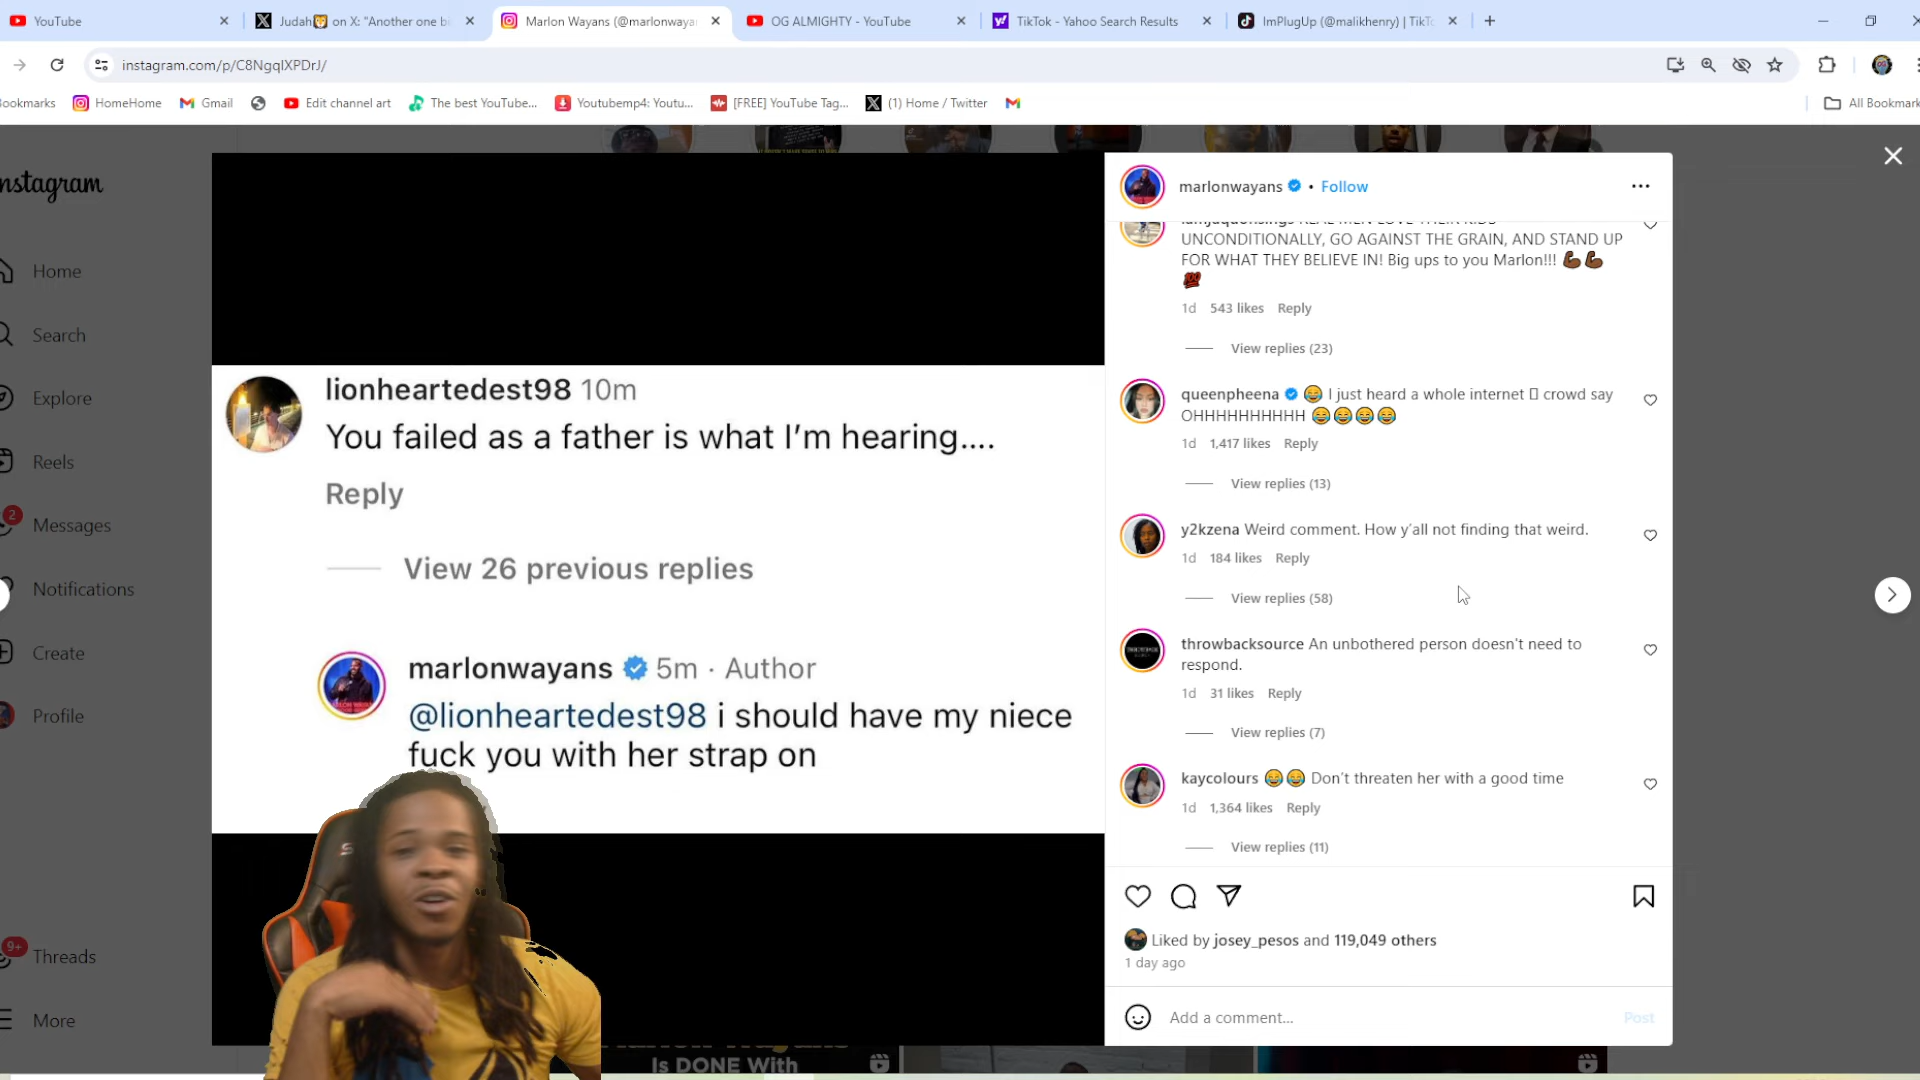 YouTube
Judah🦁 on X: "Another one bi
Marlon Wayans (@marlonwaya
OG ALMIGHTY - YouTube
TikTok - Yahoo Search Results
ImPlugUp (@malikhenry) | TikTo
instagram.com/p/C8NgqlXPDrJ/
ookmarks
HomeHome
Gmail
Edit channel art
The best YouTube...
Youtubemp4: Youtu...
[FREE] YouTube Tag...
(1) Home / Twitter
All Bookmark
nstagram
Home
Search
Explore
Reels
2
Messages
Notifications
Create
Profile
9+
Threads
More
lionheartedest98 10m
You failed as a father is what I'm hearing....
Reply
View 26 previous replies
marlonwayans 5m · Author
@lionheartedest98 i should have my niece
fuck you with her strap on
Is DONE With
marlonwayans • Follow
UNCONDITIONALLY, GO AGAINST THE GRAIN, AND STAND UP
FOR WHAT THEY BELIEVE IN! Big ups to you Marlon!!! 💪🏿💪🏿
💯
1d 543 likes Reply
View replies (23)
queenpheena 😂 I just heard a whole internet ▯ crowd say
OHHHHHHHHHH 😂😂😂😂
1d 1,417 likes Reply
View replies (13)
y2kzena Weird comment. How y'all not finding that weird.
1d 184 likes Reply
View replies (58)
throwbacksource An unbothered person doesn't need to
respond.
1d 31 likes Reply
View replies (7)
kaycolours 😂😂 Don't threaten her with a good time
1d 1,364 likes Reply
View replies (11)
Liked by josey_pesos and 119,049 others
1 day ago
Add a comment...
Post